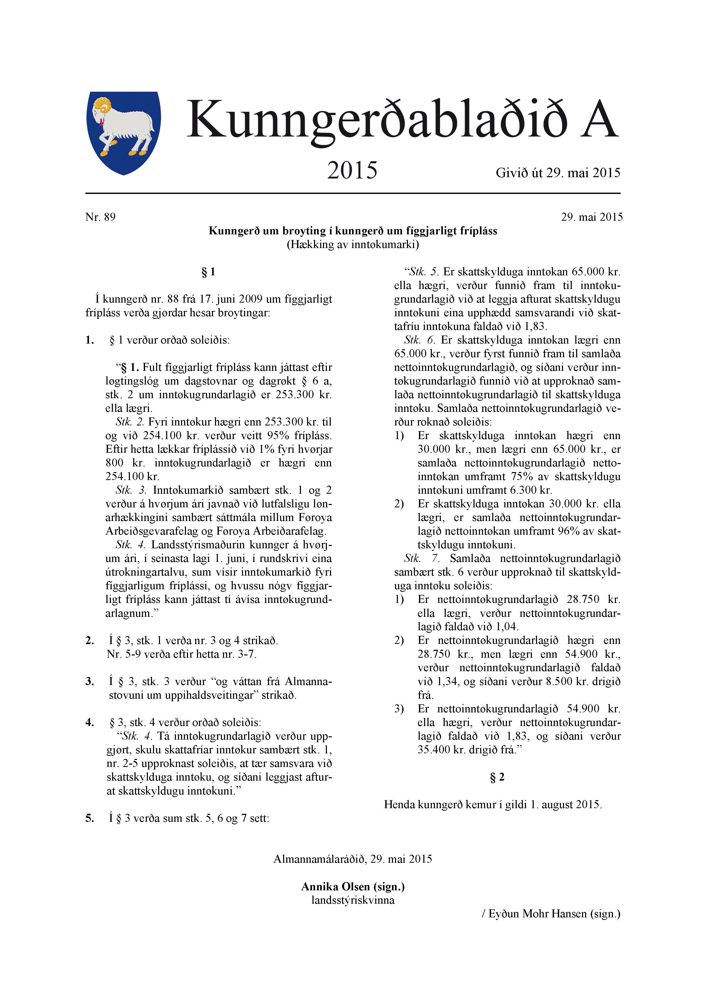 Kunngerðablaðið A
2015
Givið út 29. mai 2015
Nr. 89
29. mai 2015
Kunngerð um broyting í kunngerð um fíggjarligt frípláss
(Hækking av inntøkumarki)
§ 1
Í kunngerð nr. 88 frá 17. juni 2009 um fíggjarligt
frípláss verða gjørdar hesar broytingar:
1. § 1 verður orðað soleiðis:
“§ 1. Fult fíggjarligt frípláss kann játtast eftir
løgtingslóg um dagstovnar og dagrøkt § 6 a,
stk. 2 um inntøkugrundarlagið er 253.300 kr.
ella lægri.
Stk. 2. Fyri inntøkur hægri enn 253.300 kr. til
og við 254.100 kr. verður veitt 95% frípláss.
Eftir hetta lækkar fríplássið við 1% fyri hvørjar
800 kr. inntøkugrundarlagið er hægri enn
254.100 kr.
Stk. 3. Inntøkumarkið sambært stk. 1 og 2
verður á hvørjum ári javnað við lutfalsligu løn-
arhækkingini sambært sáttmála millum Føroya
Arbeiðsgevarafelag og Føroya Arbeiðarafelag.
Stk. 4. Landsstýrismaðurin kunnger á hvørj-
um ári, í seinasta lagi 1. juni, í rundskrivi eina
útrokningartalvu, sum vísir inntøkumarkið fyri
fíggjarligum fríplássi, og hvussu nógv fíggjar-
ligt frípláss kann játtast tí ávísa inntøkugrund-
arlagnum.”
2. Í § 3, stk. 1 verða nr. 3 og 4 strikað.
Nr. 5-9 verða eftir hetta nr. 3-7.
3. Í § 3, stk. 3 verður “og váttan frá Almanna-
stovuni um uppihaldsveitingar” strikað.
4. § 3, stk. 4 verður orðað soleiðis:
“Stk. 4. Tá inntøkugrundarlagið verður upp-
gjørt, skulu skattafríar inntøkur sambært stk. 1,
nr. 2-5 upproknast soleiðis, at tær samsvara við
skattskylduga inntøku, og síðani leggjast aftur-
at skattskyldugu inntøkuni.”
5. Í § 3 verða sum stk. 5, 6 og 7 sett:
“Stk. 5. Er skattskylduga inntøkan 65.000 kr.
ella hægri, verður funnið fram til inntøku-
grundarlagið við at leggja afturat skattskyldugu
inntøkuni eina upphædd samsvarandi við skat-
tafríu inntøkuna faldað við 1,83.
Stk. 6. Er skattskylduga inntøkan lægri enn
65.000 kr., verður fyrst funnið fram til samlaða
nettoinntøkugrundarlagið, og síðani verður inn-
tøkugrundarlagið funnið við at upproknað sam-
laða nettoinntøkugrundarlagið til skattskylduga
inntøku. Samlaða nettoinntøkugrundarlagið ve-
rður roknað soleiðis:
1) Er skattskylduga inntøkan hægri enn
30.000 kr., men lægri enn 65.000 kr., er
samlaða nettoinntøkugrundarlagið netto-
inntøkan umframt 75% av skattskyldugu
inntøkuni umframt 6.300 kr.
2) Er skattskylduga inntøkan 30.000 kr. ella
lægri, er samlaða nettoinntøkugrundar-
lagið nettoinntøkan umframt 96% av skat-
tskyldugu inntøkuni.
Stk. 7. Samlaða nettoinntøkugrundarlagið
sambært stk. 6 verður upproknað til skattskyld-
uga inntøku soleiðis:
1) Er nettoinntøkugrundarlagið 28.750 kr.
ella lægri, verður nettoinntøkugrundar-
lagið faldað við 1,04.
2) Er nettoinntøkugrundarlagið hægri enn
28.750 kr., men lægri enn 54.900 kr.,
verður nettoinntøkugrundarlagið faldað
við 1,34, og síðani verður 8.500 kr. drigið
frá.
3) Er nettoinntøkugrundarlagið 54.900 kr.
ella hægri, verður nettoinntøkugrundar-
lagið faldað við 1,83, og síðani verður
35.400 kr. drigið frá.”
§ 2
Henda kunngerð kemur í gildi 1. august 2015.
Almannamálaráðið, 29. mai 2015
Annika Olsen (sign.)
landsstýriskvinna
/ Eyðun Mohr Hansen (sign.)